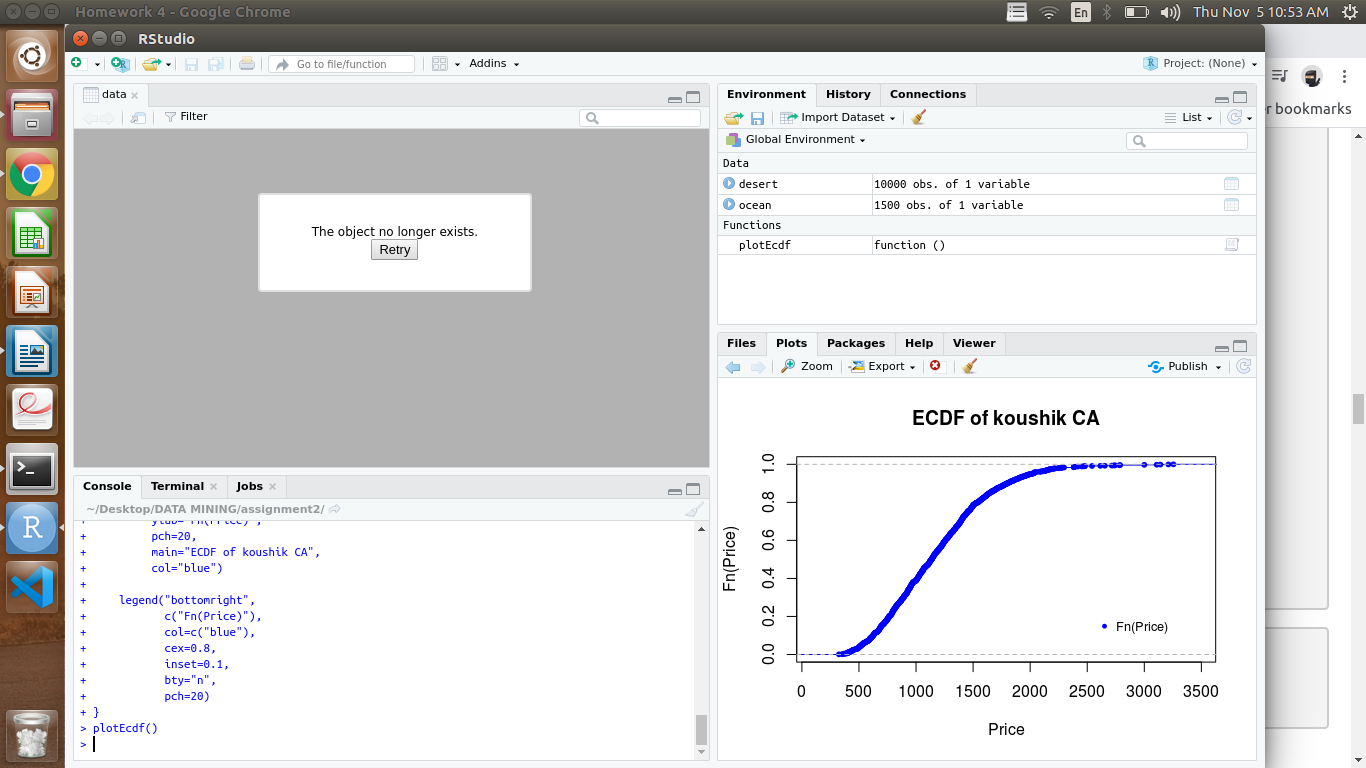 Homework 4 - Google Chrome
En
Thu Nov 5 10:53 AM
RStudio
Go to file/function
Addins
Project: (None)
data
Filter
The object no longer exists.
Retry
Console Terminal Jobs
~/Desktop/DATA MINING/assignment2/
+ ylab="Fn(Price)",
+ pch=20,
+ main="ECDF of koushik CA",
+ col="blue")
+
+ legend("bottomright",
+ c("Fn(Price)"),
+ col=c("blue"),
+ cex=0.8,
+ inset=0.1,
+ bty="n",
+ pch=20)
+ }
> plotEcdf()
>
Environment History Connections
Import Dataset
List
Global Environment
Data
desert 10000 obs. of 1 variable
ocean 1500 obs. of 1 variable
Functions
plotEcdf function ()
Files Plots Packages Help Viewer
Zoom Export Publish
ECDF of koushik CA
Fn(Price)
1.0
0.8
0.6
0.4
0.2
0.0
Fn(Price)
0 500 1000 1500 2000 2500 3000 3500
Price
bookmarks